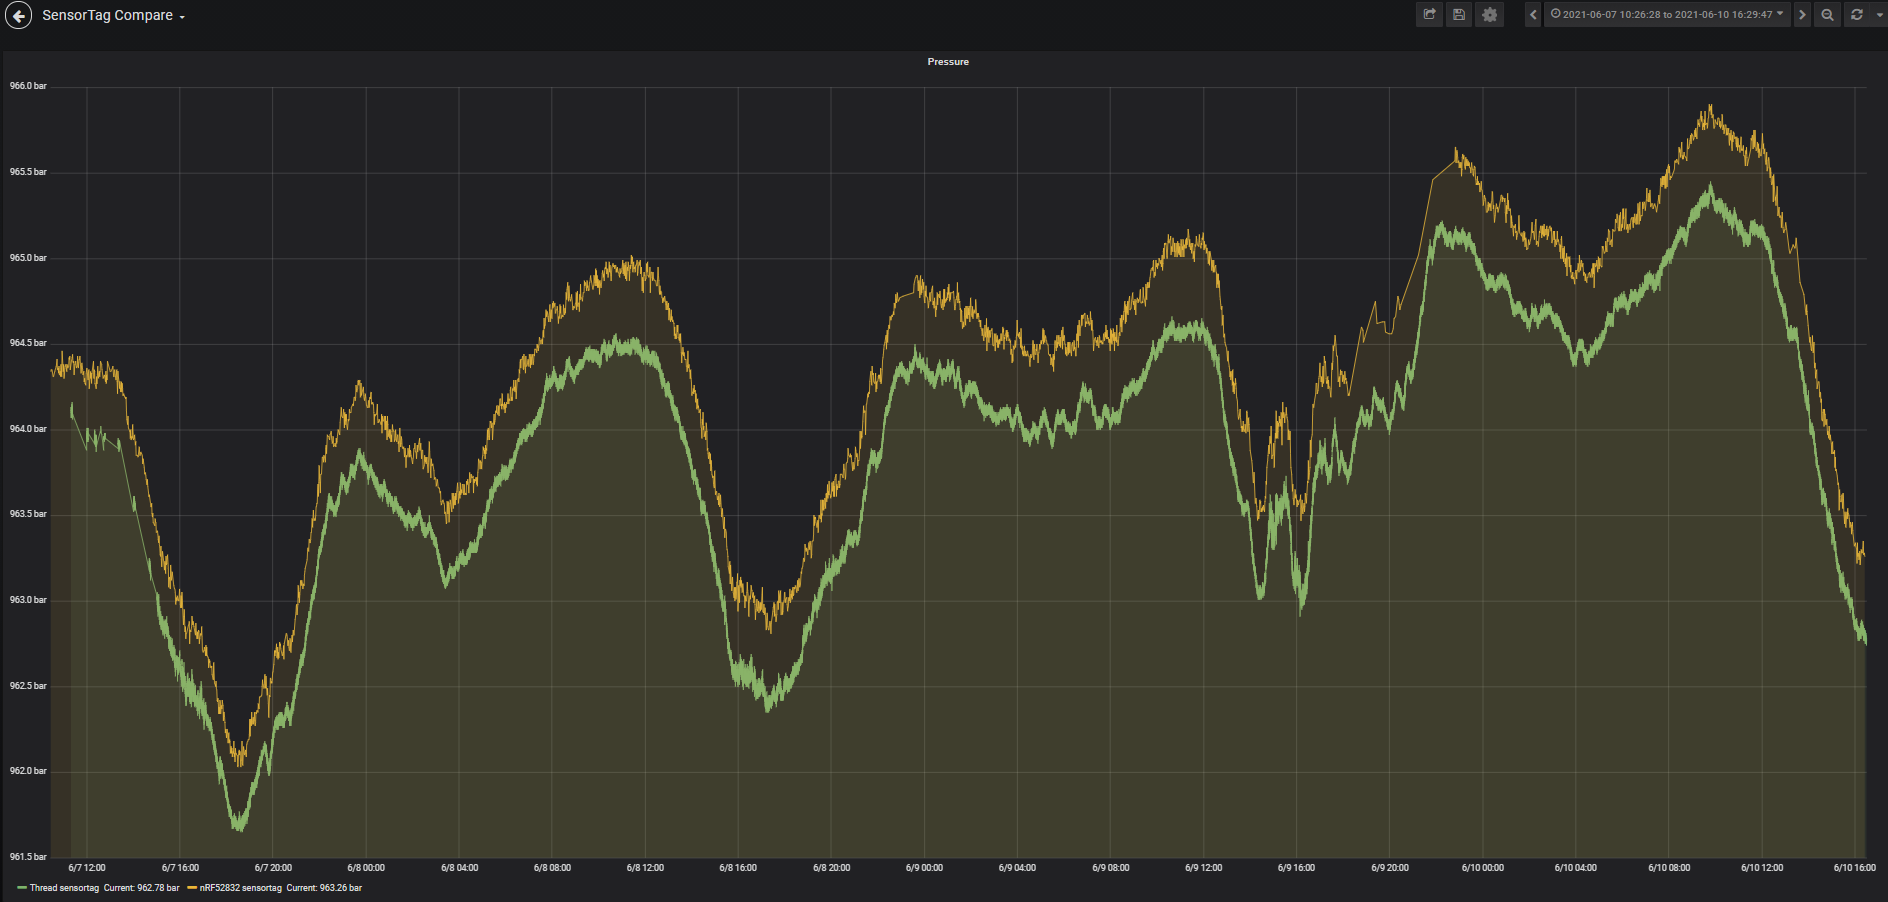 SensorTag Compare
2021-06-07 10:26:28 to 2021-06-10 16:29:47
Pressure
966.0 bar
965.5 bar
965.0 bar
964.5 bar
964.0 bar
963.5 bar
963.0 bar
962.5 bar
962.0 bar
961.5 bar
6/7 12:00 6/7 16:00 6/7 20:00 6/8 00:00 6/8 04:00 6/8 08:00 6/8 12:00 6/8 16:00 6/8 20:00 6/9 00:00 6/9 04:00 6/9 08:00 6/9 12:00 6/9 16:00 6/9 20:00 6/10 00:00 6/10 04:00 6/10 08:00 6/10 12:00 6/10 16:00
Thread sensortag Current: 962.78 bar nRF52832 sensortag Current: 963.26 bar